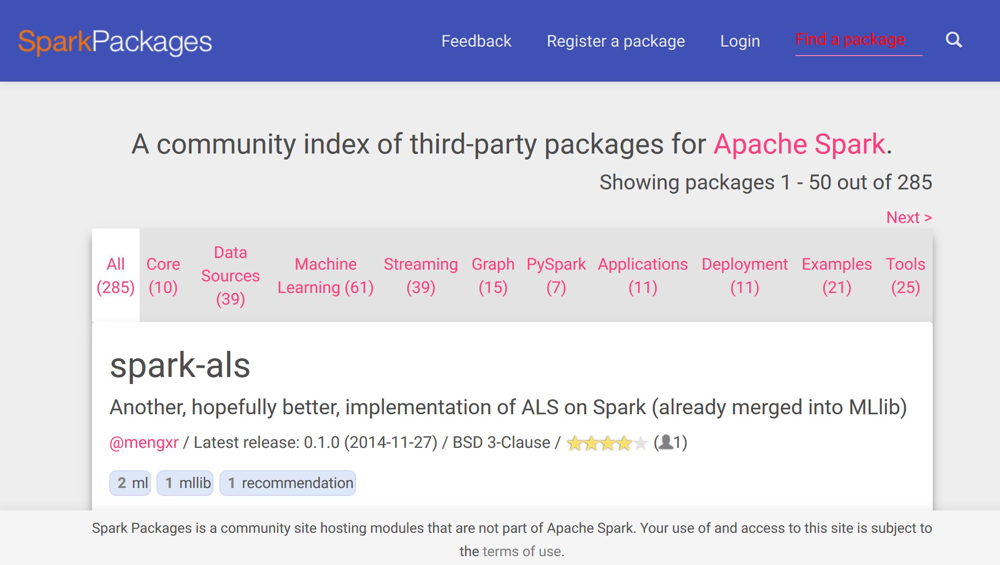 SparkPackages
Feedback
Register a package
Login
Find a package
A community index of third-party packages for Apache Spark.
Showing packages 1 - 50 out of 285
Next >
All
(285)
Core
(10)
Data
Sources
(39)
Machine
Learning (61)
Streaming
(39)
Graph
(15)
PySpark
(7)
Applications
(11)
Deployment
(11)
Examples
(21)
Tools
(25)
spark-als
Another, hopefully better, implementation of ALS on Spark (already merged into MLlib)
@mengxr / Latest release: 0.1.0 (2014-11-27) / BSD 3-Clause / ★★★★★ (👤1)
2 ml
1 mllib
1 recommendation
Spark Packages is a community site hosting modules that are not part of Apache Spark. Your use of and access to this site is subject to
the terms of use.